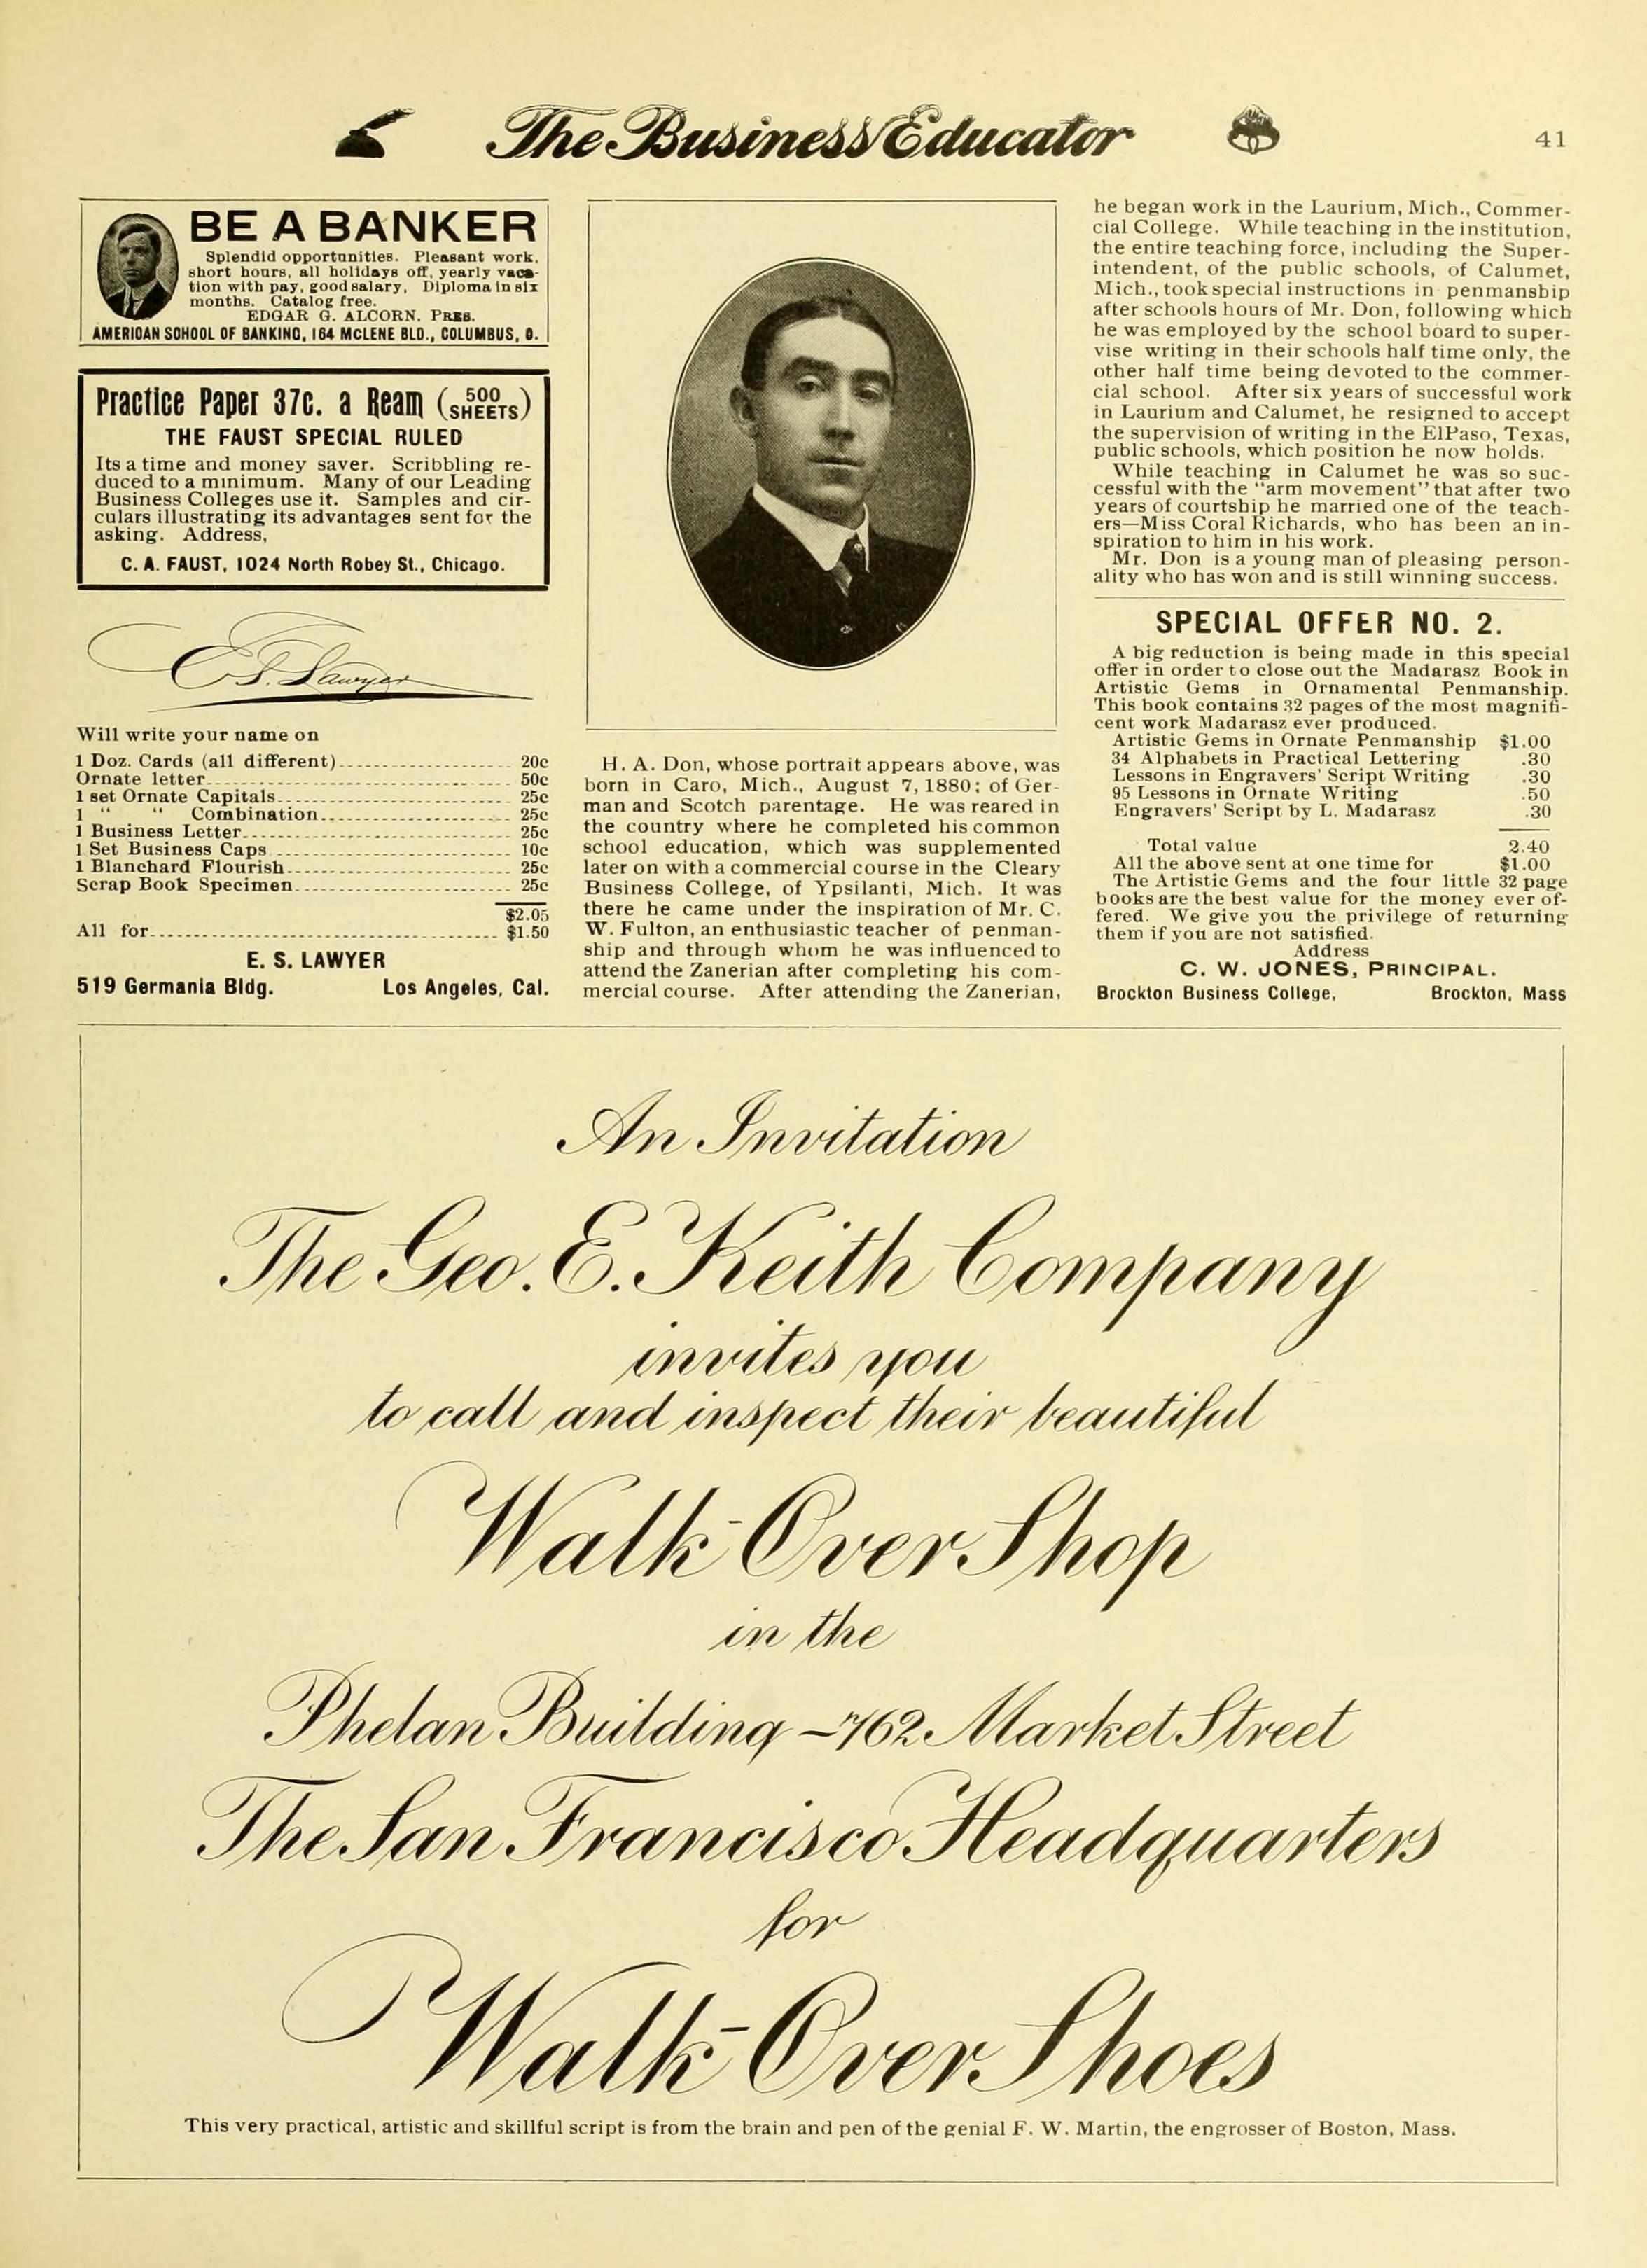 The Business Educator
41
BE A BANKER
Splendid opportunities. Pleasant work,
short hours, all holidays off, yearly vaca-
tion with pay, good salary, Diploma in six
months. Catalog free.
EDGAR G. ALCORN. PRES.
AMERICAN SCHOOL OF BANKING, 164 MCLENE BLD., COLUMBUS, O.
Practice Paper 37c. a Ream (500 SHEETS)
THE FAUST SPECIAL RULED
Its a time and money saver. Scribbling re-
duced to a minimum. Many of our Leading
Business Colleges use it. Samples and cir-
culars illustrating its advantages sent for the
asking. Address,
C. A. FAUST, 1024 North Robey St., Chicago.
E. S. Lawyer
Will write your name on
1 Doz. Cards (all different) 20c
Ornate letter 50c
1 set Ornate Capitals 25c
1 “ “ Combination 25c
1 Business Letter 25c
1 Set Business Caps 10c
1 Blanchard Flourish 25c
Scrap Book Specimen 25c
$2.05
All for $1.50
E. S. LAWYER
519 Germania Bldg. Los Angeles, Cal.
H. A. Don, whose portrait appears above, was
born in Caro, Mich., August 7, 1880; of Ger-
man and Scotch parentage. He was reared in
the country where he completed his common
school education, which was supplemented
later on with a commercial course in the Cleary
Business College, of Ypsilanti, Mich. It was
there he came under the inspiration of Mr. C.
W. Fulton, an enthusiastic teacher of penman-
ship and through whom he was influenced to
attend the Zanerian after completing his com-
mercial course. After attending the Zanerian,
he began work in the Laurium, Mich., Commer-
cial College. While teaching in the institution,
the entire teaching force, including the Super-
intendent, of the public schools, of Calumet,
Mich., took special instructions in penmanship
after schools hours of Mr. Don, following which
he was employed by the school board to super-
vise writing in their schools half time only, the
other half time being devoted to the commer-
cial school. After six years of successful work
in Laurium and Calumet, he resigned to accept
the supervision of writing in the ElPaso, Texas,
public schools, which position he now holds.
While teaching in Calumet he was so suc-
cessful with the “arm movement” that after two
years of courtship he married one of the teach-
ers—Miss Coral Richards, who has been an in-
spiration to him in his work.
Mr. Don is a young man of pleasing person-
ality who has won and is still winning success.
SPECIAL OFFER NO. 2.
A big reduction is being made in this special
offer in order to close out the Madarasz Book in
Artistic Gems in Ornamental Penmanship.
This book contains 32 pages of the most magnifi-
cent work Madarasz ever produced.
Artistic Gems in Ornate Penmanship $1.00
34 Alphabets in Practical Lettering .30
Lessons in Engravers' Script Writing .30
95 Lessons in Ornate Writing .50
Engravers' Script by L. Madarasz .30
Total value 2.40
All the above sent at one time for $1.00
The Artistic Gems and the four little 32 page
books are the best value for the money ever of-
fered. We give you the privilege of returning
them if you are not satisfied.
Address
C. W. JONES, PRINCIPAL.
Brockton Business College, Brockton, Mass
An Invitation
The Geo. E. Keith Company
invites you
to call and inspect their beautiful
Walk-Over Shop
in the
Phelan Building – 762 Market Street
The San Francisco Headquarters
for
Walk-Over Shoes
This very practical, artistic and skillful script is from the brain and pen of the genial F. W. Martin, the engrosser of Boston, Mass.